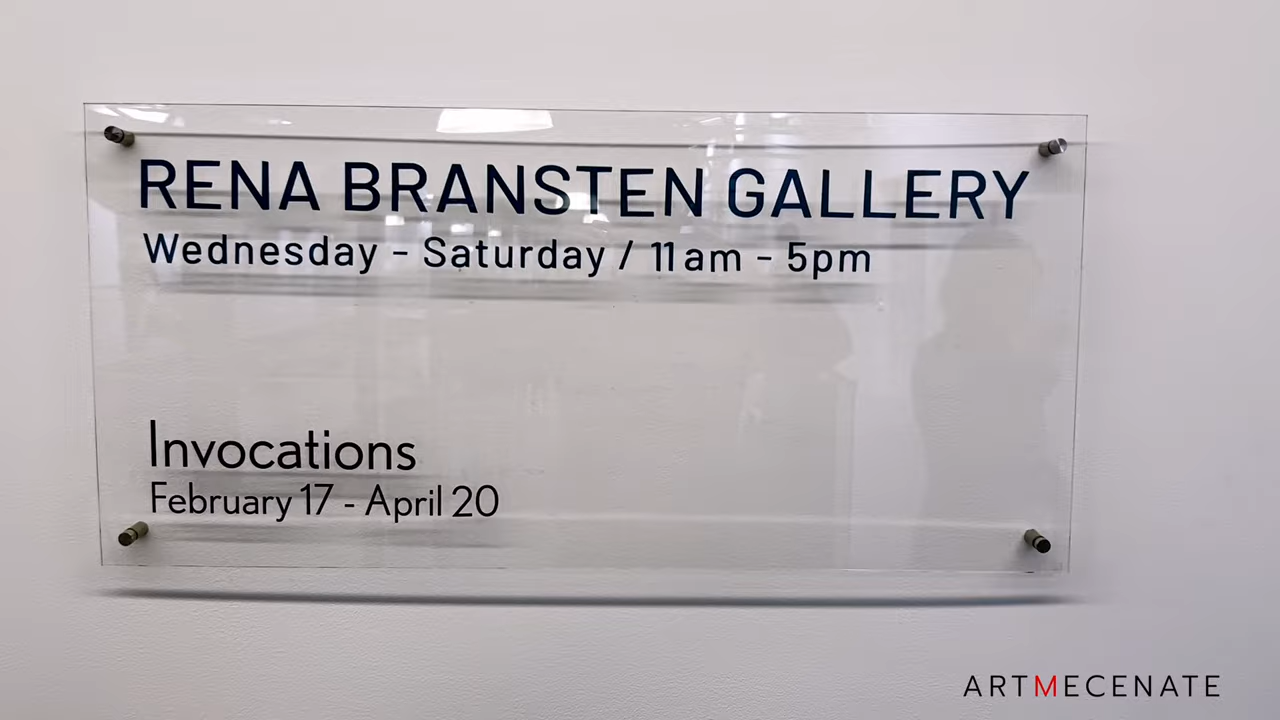 RENA BRANSTEN GALLERY
Wednesday - Saturday / 11am - 5pm
Invocations
February 17 - April 20
ARTMECENATE